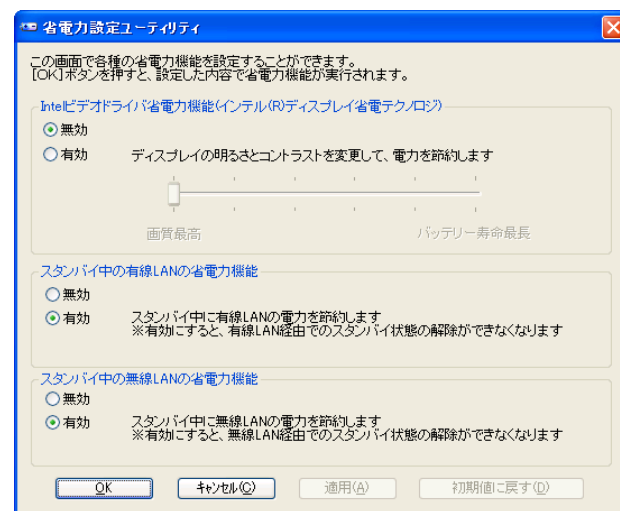 省電力設定ユーティリティ
この画面で各種の省電力機能を設定することができます。
[OK]ボタンを押すと、設定した内容で省電力機能が実行されます。
Intelビデオドライバ省電力機能(インテル(R)ディスプレイ省電テクノロジ)
無効
有効 ディスプレイの明るさとコントラストを変更して、電力を節約します
画質最高 バッテリー寿命最長
スタンバイ中の有線LANの省電力機能
無効
有効 スタンバイ中に有線LANの電力を節約します
※有効にすると、有線LAN経由でのスタンバイ状態の解除ができなくなります
スタンバイ中の無線LANの省電力機能
無効
有効 スタンバイ中に無線LANの電力を節約します
※有効にすると、無線LAN経由でのスタンバイ状態の解除ができなくなります
OK キャンセル(C) 適用(A) 初期値に戻す(D)